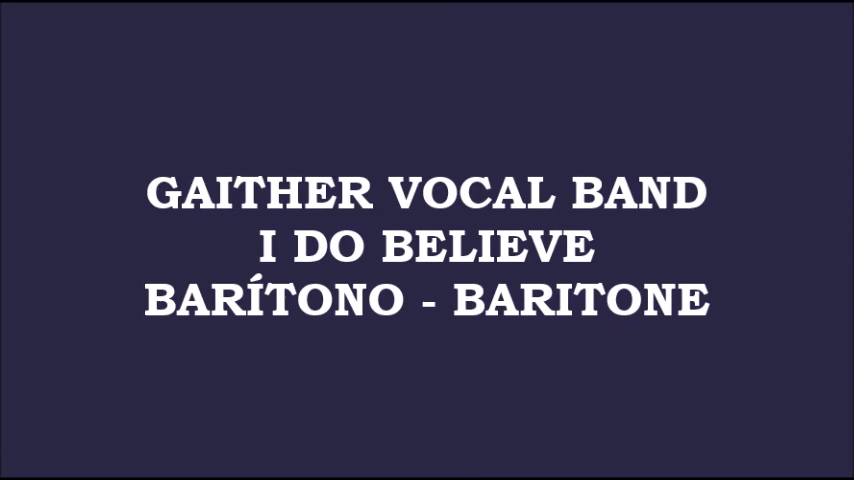 GAITHER VOCAL BAND
I DO BELIEVE
BARÍTONO - BARITONE